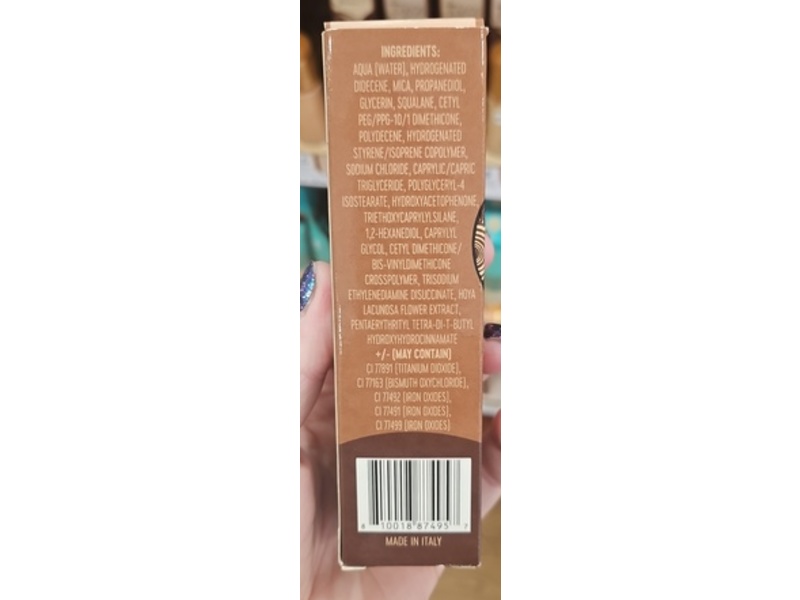 INGREDIENTS:
AQUA (WATER), HYDROGENATED
DIDECENE, MICA, PROPANEDIOL,
GLYCERIN, SQUALANE, CETYL
PEG/PPG-10/1 DIMETHICONE,
POLYDECENE, HYDROGENATED
STYRENE/ISOPRENE COPOLYMER,
SODIUM CHLORIDE, CAPRYLIC/CAPRIC
TRIGLYCERIDE, POLYGLYCERYL-4
ISOSTEARATE, HYDROXYACETOPHENONE,
TRIETHOXYCAPRYLYLSILANE,
1,2-HEXANEDIOL, CAPRYLYL
GLYCOL, CETYL DIMETHICONE/
BIS-VINYLDIMETHICONE
CROSSPOLYMER, TRISODIUM
ETHYLENEDIAMINE DISUCCINATE, HOYA
LACUNOSA FLOWER EXTRACT,
PENTAERYTHRITYL TETRA-DI-T-BUTYL
HYDROXYHYDROCINNAMATE
+/- (MAY CONTAIN)
CI 77891 (TITANIUM DIOXIDE),
CI 77163 (BISMUTH OXYCHLORIDE),
CI 77492 (IRON OXIDES),
CI 77491 (IRON OXIDES),
CI 77499 (IRON OXIDES)
8 10018 87495 7
MADE IN ITALY